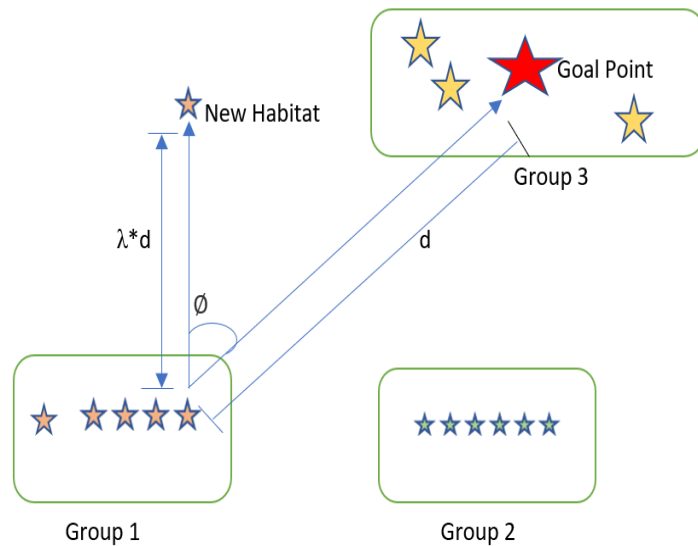 Goal Point
New Habitat
Group 3
λ*d
d
Ø
Group 1
Group 2